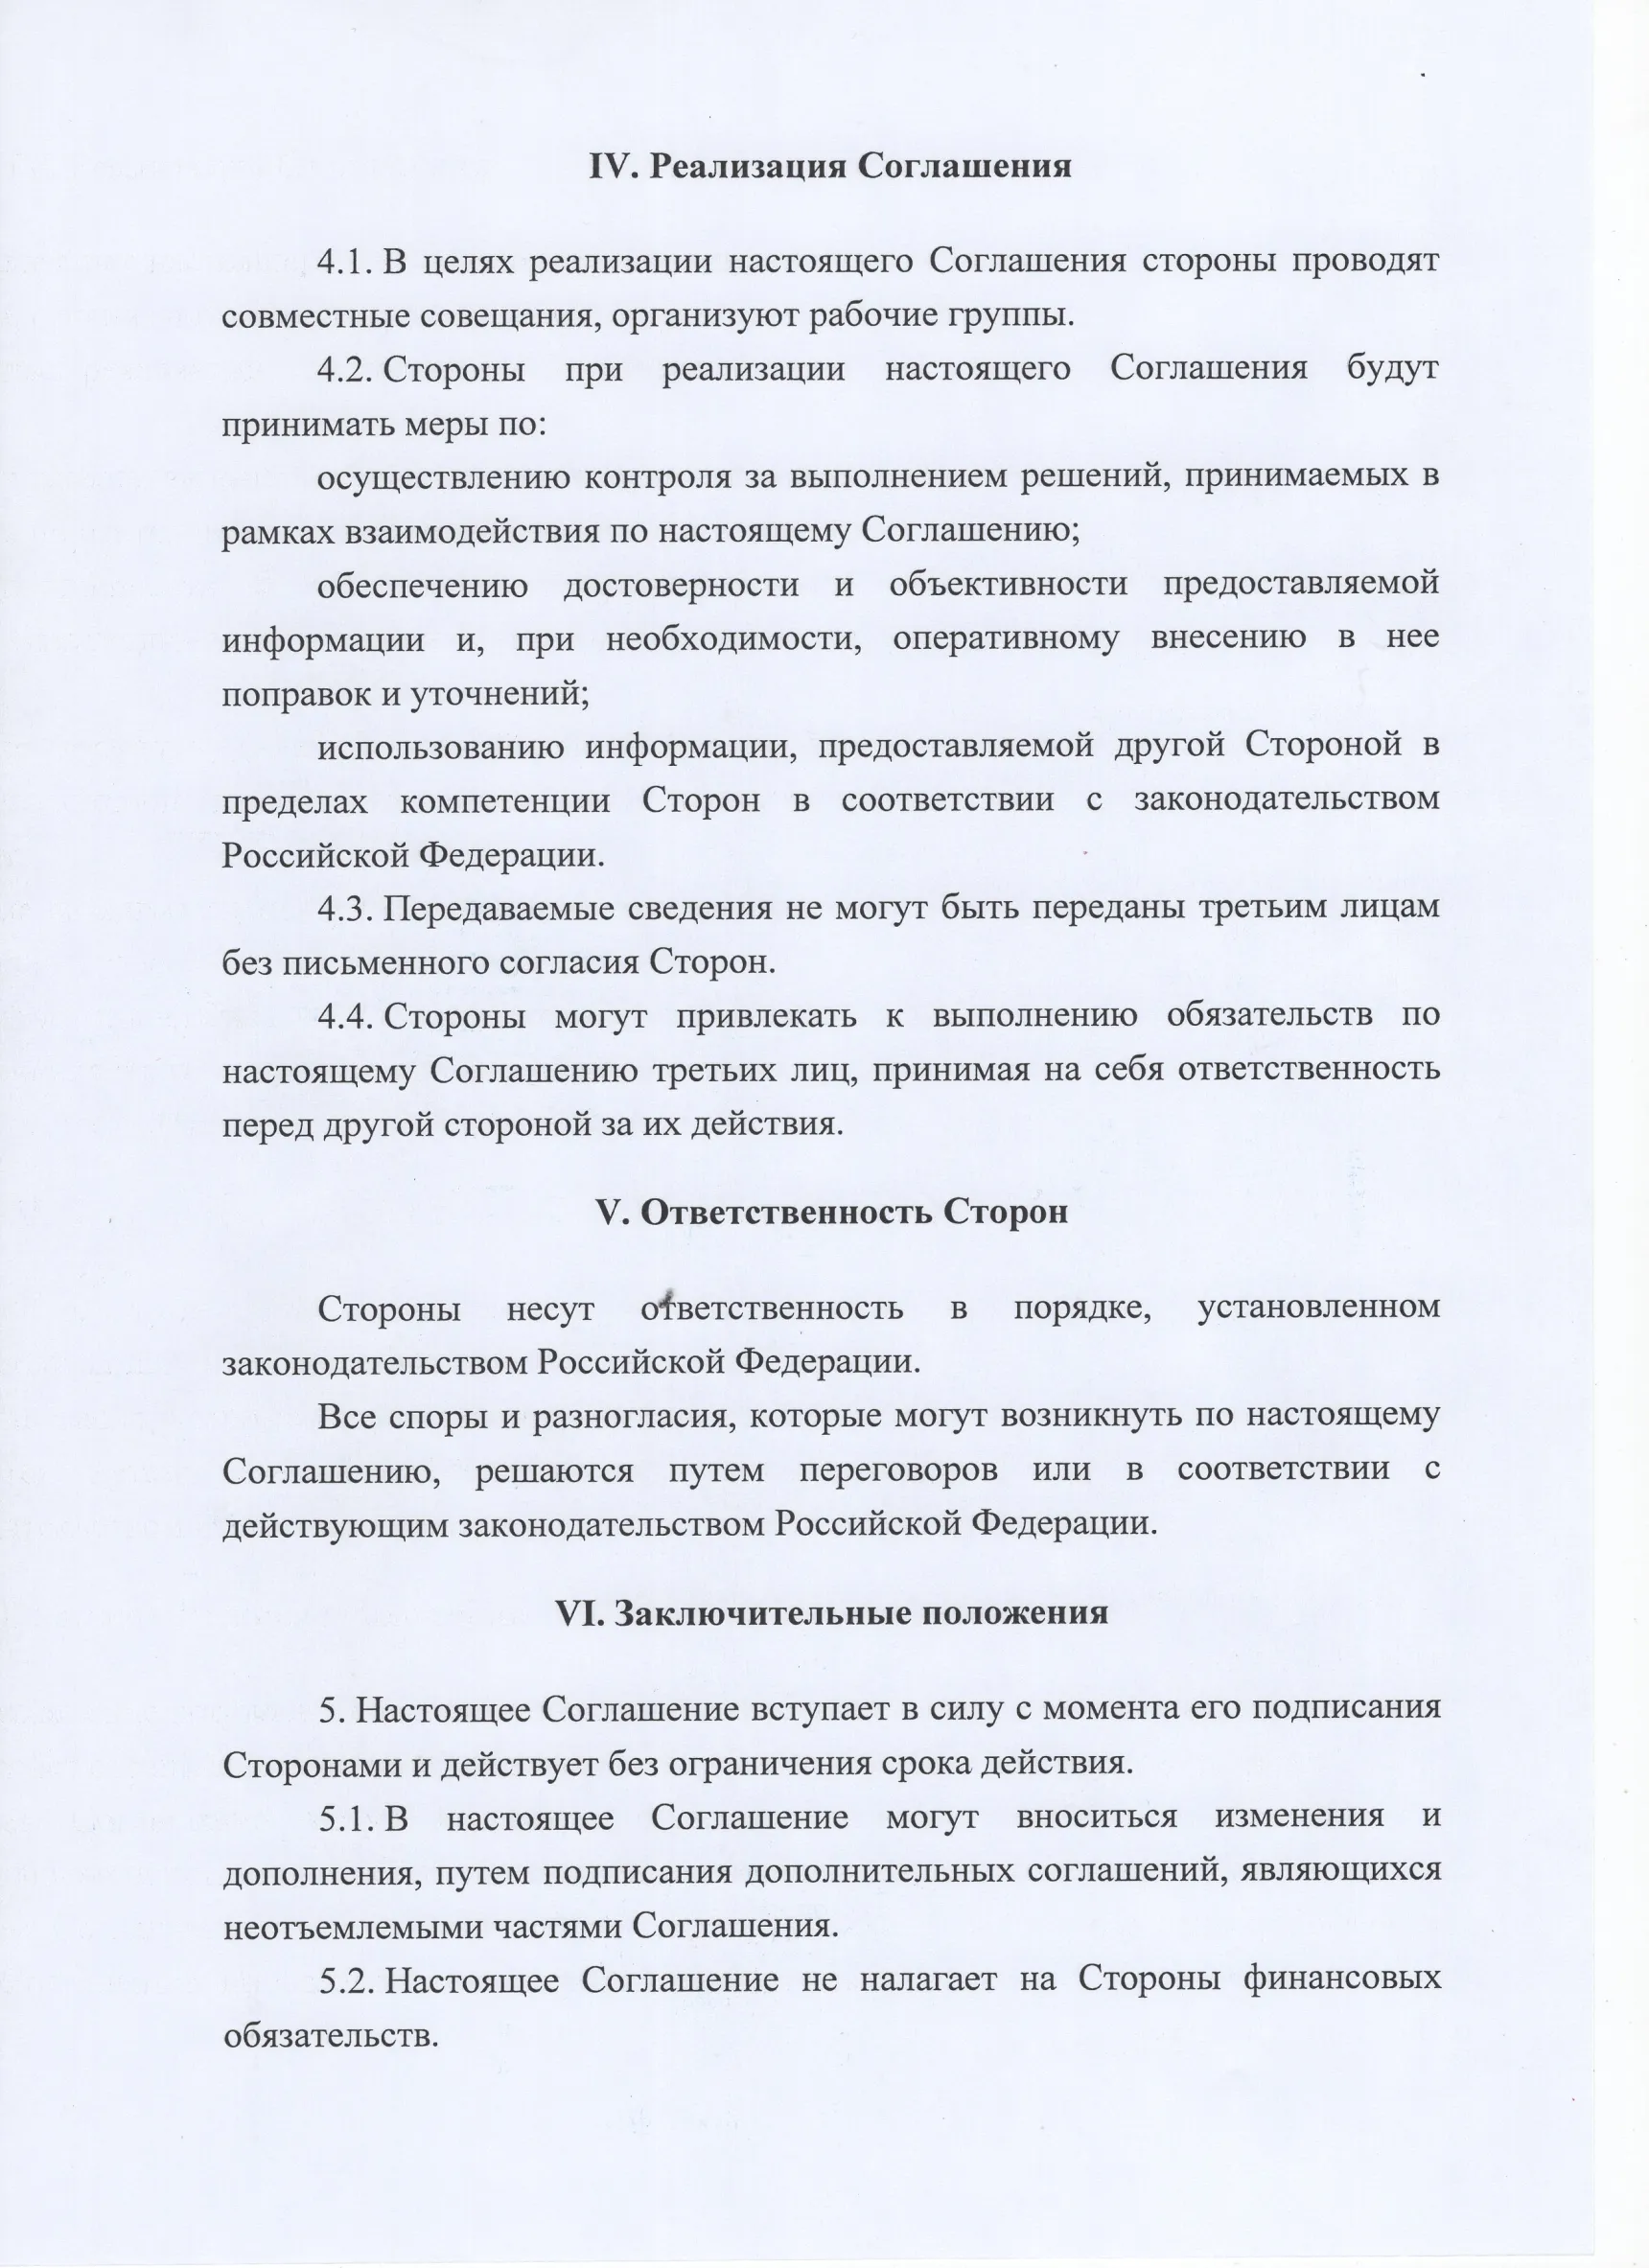 IV. Реализация Соглашения
4.1. В целях реализации настоящего Соглашения стороны проводят
совместные совещания, организуют рабочие группы.
4.2. Стороны при реализации настоящего Соглашения будут
принимать меры по:
осуществлению контроля за выполнением решений, принимаемых в
рамках взаимодействия по настоящему Соглашению;
обеспечению достоверности и объективности предоставляемой
информации и, при необходимости, оперативному внесению в нее
поправок и уточнений;
использованию информации, предоставляемой другой Стороной в
пределах компетенции Сторон в соответствии с законодательством
Российской Федерации.
4.3. Передаваемые сведения не могут быть переданы третьим лицам
без письменного согласия Сторон.
4.4. Стороны могут привлекать к выполнению обязательств по
настоящему Соглашению третьих лиц, принимая на себя ответственность
перед другой стороной за их действия.
V. Ответственность Сторон
Стороны несут ответственность в порядке, установленном
законодательством Российской Федерации.
Все споры и разногласия, которые могут возникнуть по настоящему
Соглашению, решаются путем переговоров или в соответствии с
действующим законодательством Российской Федерации.
VI. Заключительные положения
5. Настоящее Соглашение вступает в силу с момента его подписания
Сторонами и действует без ограничения срока действия.
5.1. В настоящее Соглашение могут вноситься изменения и
дополнения, путем подписания дополнительных соглашений, являющихся
неотъемлемыми частями Соглашения.
5.2. Настоящее Соглашение не налагает на Стороны финансовых
обязательств.